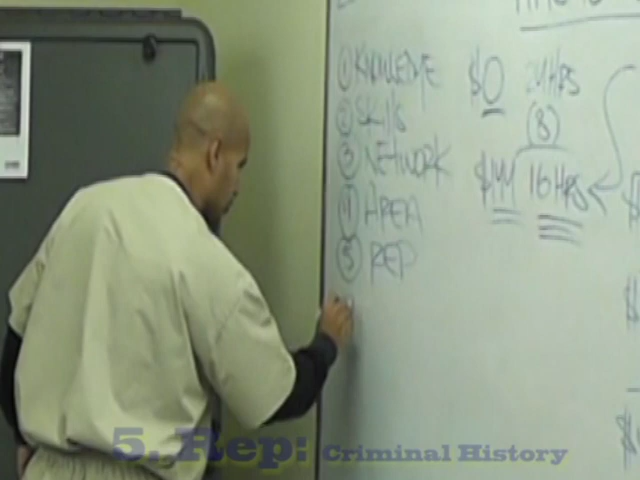 ① KNOWLEDGE
② Skills
③ NETWORK
④ AREA
⑤ REP
$0 24 HRS
(8)
16 HRS
5. Rep: Criminal History